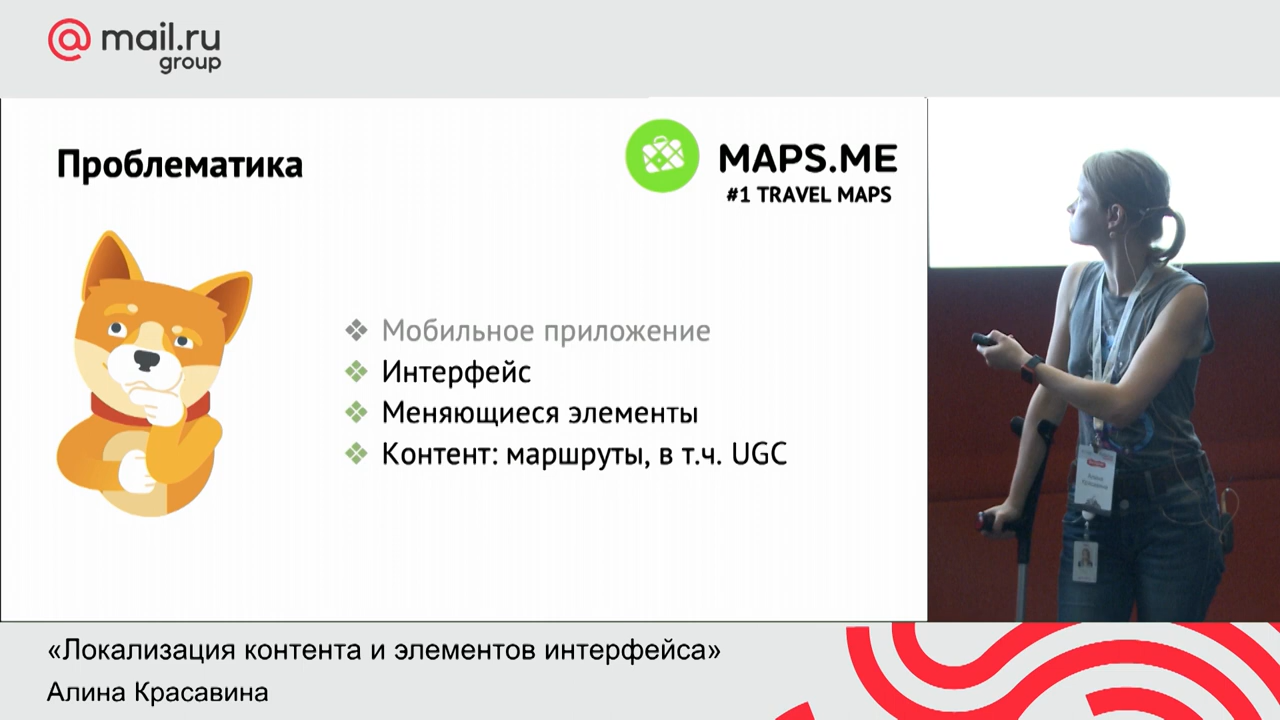 mail.ru
group
Проблематика
MAPS.ME
#1 TRAVEL MAPS
Мобильное приложение
Интерфейс
Меняющиеся элементы
Контент: маршруты, в т.ч. UGC
«Локализация контента и элементов интерфейса»
Алина Красавина